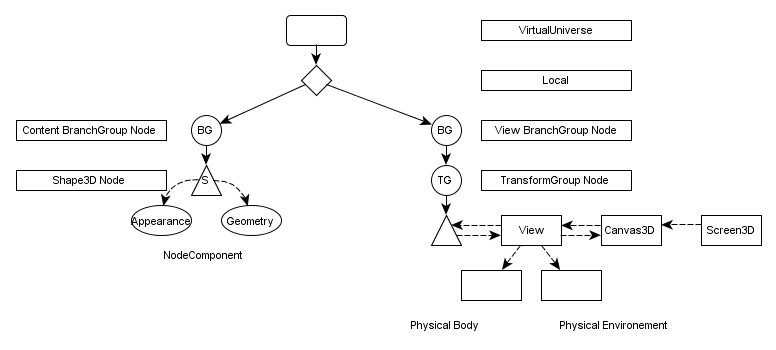 VirtualUniverse
Local
Content BranchGroup Node
BG
BG
View BranchGroup Node
Shape3D Node
S
TG
TransformGroup Node
Appearance
Geometry
View
Canvas3D
Screen3D
NodeComponent
Physical Body
Physical Environement